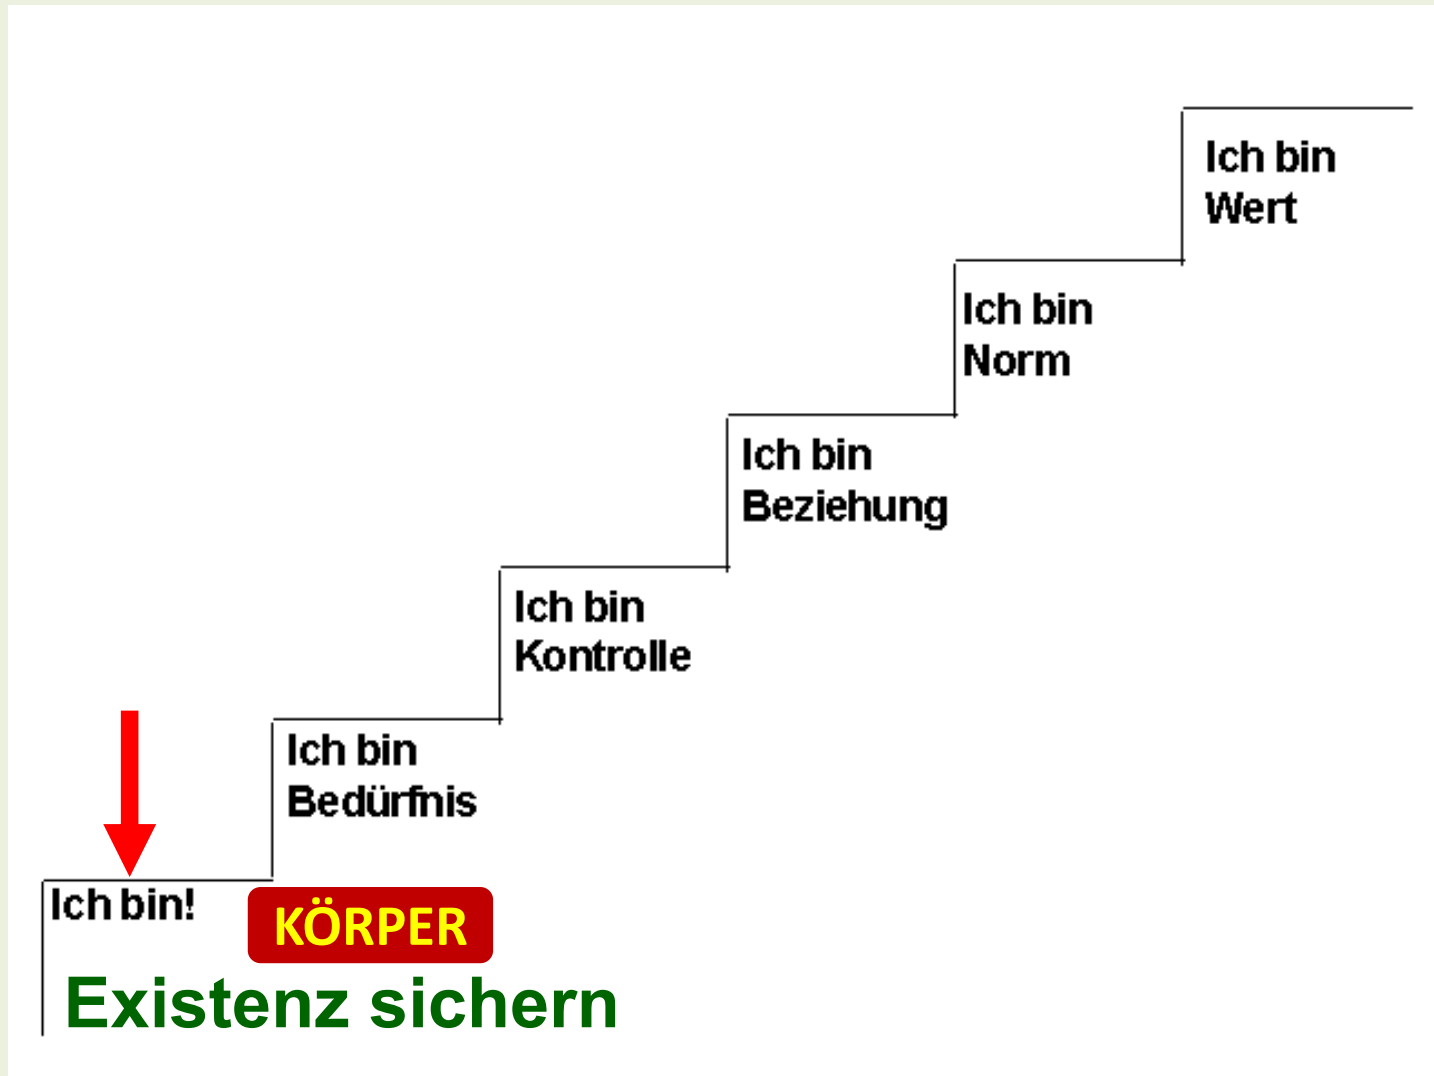 Ich bin
Wert
Ich bin
Norm
Ich bin
Beziehung
Ich bin
Kontrolle
Ich bin
Bedürfnis
Ich bin!
KÖRPER
Existenz sichern